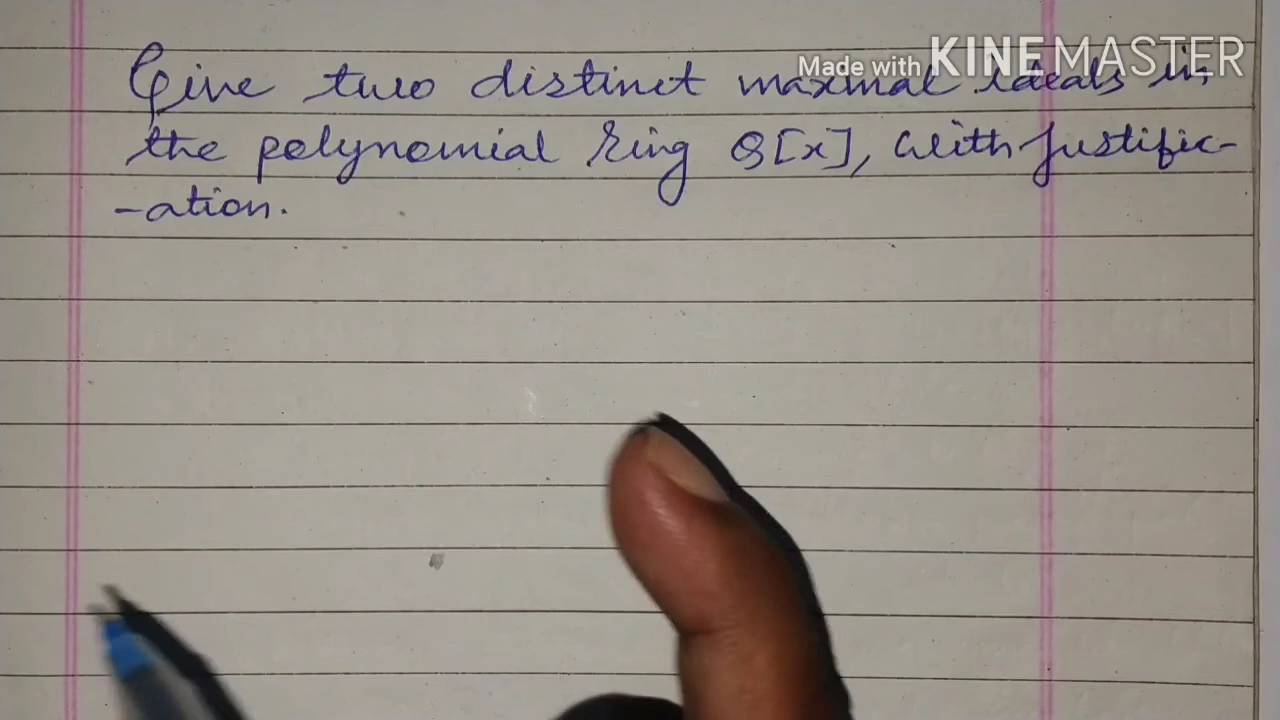 Made with KINEMASTER
Give two distinct maximal ideals in
the polynomial ring Q[x], with justific-
-ation.